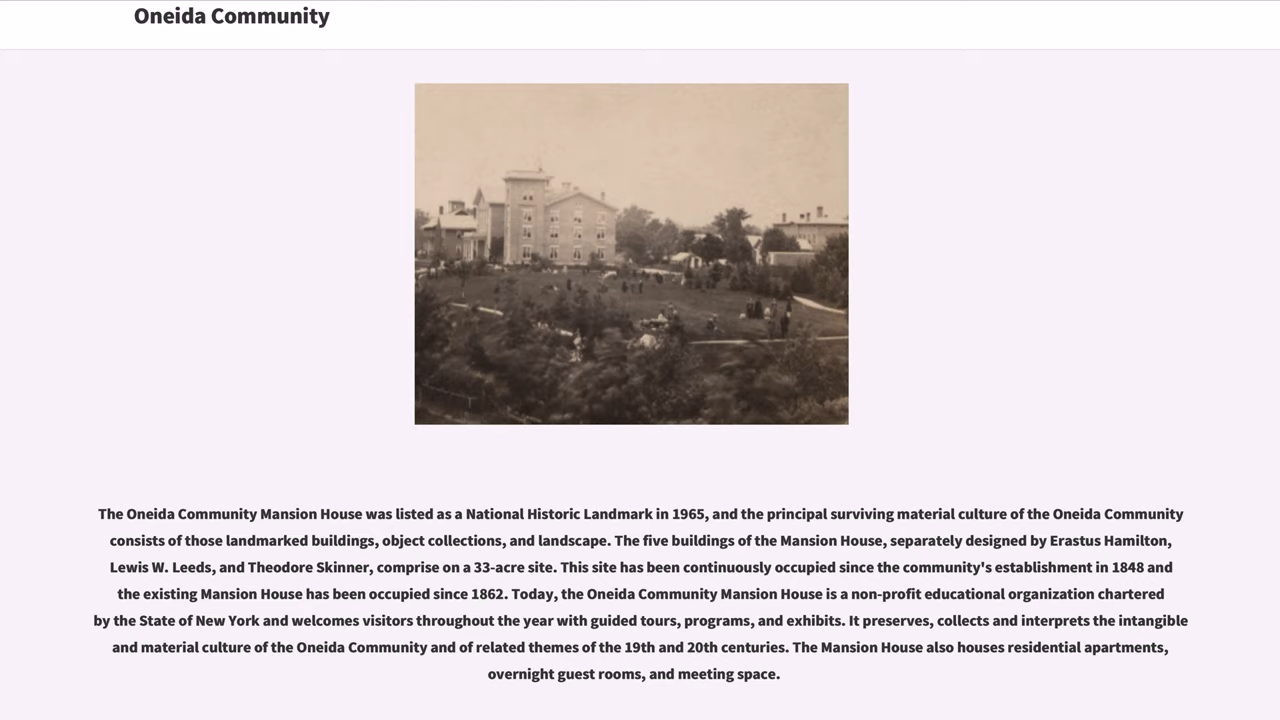 Oneida Community
The Oneida Community Mansion House was listed as a National Historic Landmark in 1965, and the principal surviving material culture of the Oneida Community
consists of those landmarked buildings, object collections, and landscape. The five buildings of the Mansion House, separately designed by Erastus Hamilton,
Lewis W. Leeds, and Theodore Skinner, comprise on a 33-acre site. This site has been continuously occupied since the community's establishment in 1848 and
the existing Mansion House has been occupied since 1862. Today, the Oneida Community Mansion House is a non-profit educational organization chartered
by the State of New York and welcomes visitors throughout the year with guided tours, programs, and exhibits. It preserves, collects and interprets the intangible
and material culture of the Oneida Community and of related themes of the 19th and 20th centuries. The Mansion House also houses residential apartments,
overnight guest rooms, and meeting space.